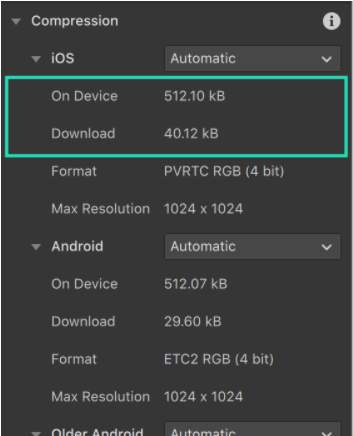 Compression
iOS Automatic
On Device 512.10 kB
Download 40.12 kB
Format PVRTC RGB (4 bit)
Max Resolution 1024 x 1024
Android Automatic
On Device 512.07 kB
Download 29.60 kB
Format ETC2 RGB (4 bit)
Max Resolution 1024 x 1024
Older Android Automatic